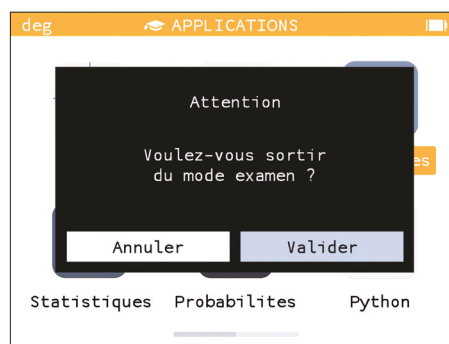 deg
APPLICATIONS
Attention
Voulez-vous sortir
du mode examen ?
es
Annuler
Valider
Statistiques
Probabilites
Python